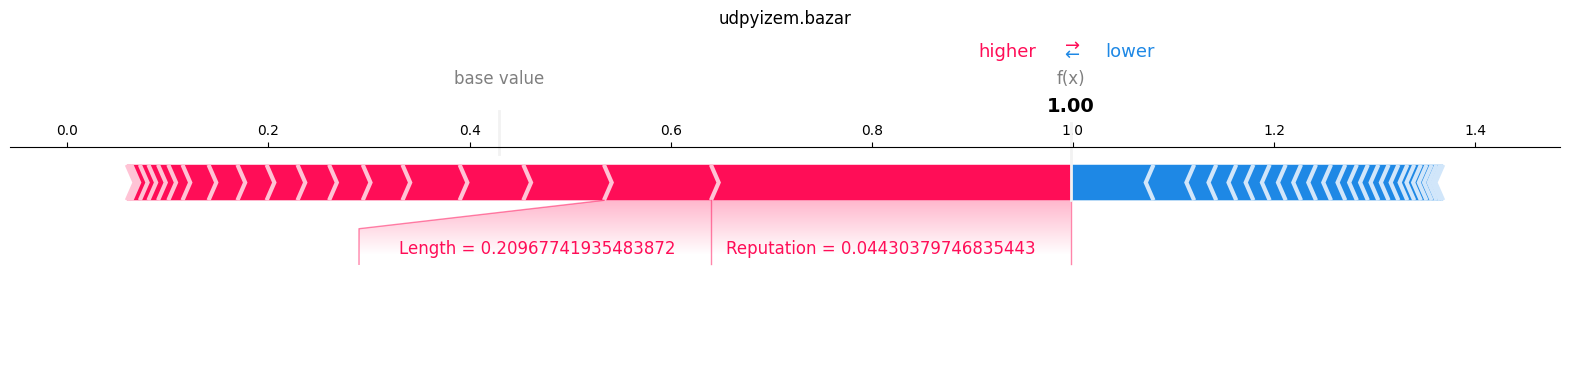 udpyizem.bazar
higher ⇄ lower
base value f(x)
1.00
0.0 0.2 0.4 0.6 0.8 1.0 1.2 1.4
Length = 0.20967741935483872 Reputation = 0.04430379746835443